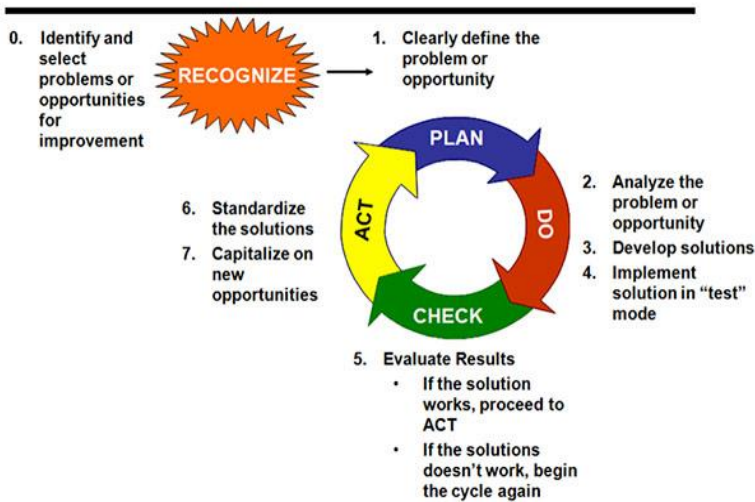 0. Identify and
select
problems or
opportunities
for
improvement
RECOGNIZE
1. Clearly define the
problem or
opportunity
PLAN
DO
CHECK
ACT
2. Analyze the
problem or
opportunity
3. Develop solutions
4. Implement
solution in “test”
mode
5. Evaluate Results
• If the solution
works, proceed to
ACT
• If the solutions
doesn’t work, begin
the cycle again
6. Standardize
the solutions
7. Capitalize on
new
opportunities